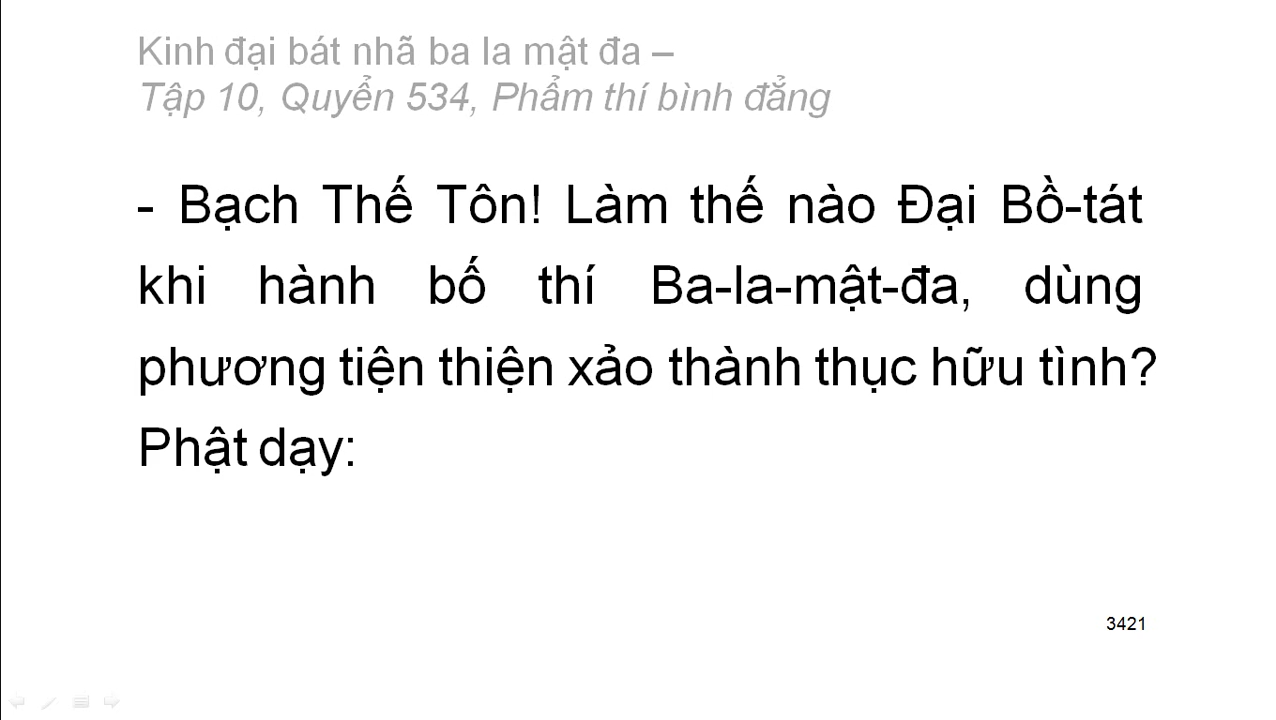 Kinh đại bát nhã ba la mật đa –
Tập 10, Quyển 534, Phẩm thí bình đẳng
- Bạch Thế Tôn! Làm thế nào Đại Bồ-tát
khi hành bố thí Ba-la-mật-đa, dùng
phương tiện thiện xảo thành thục hữu tình?
Phật dạy:
3421